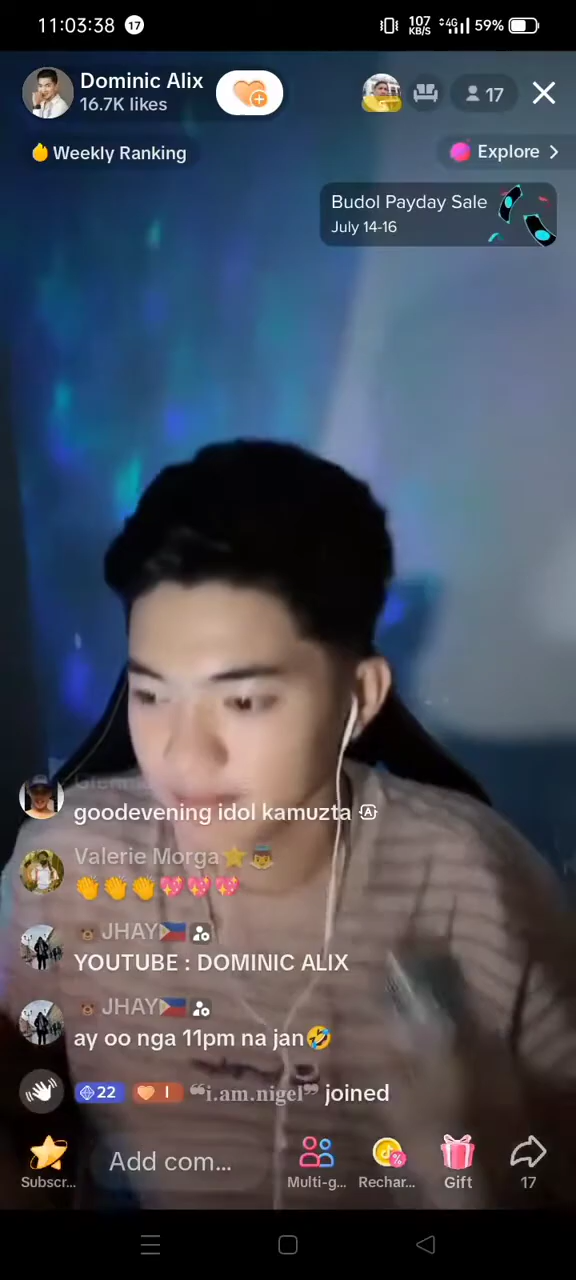 11:03:38 17 107 KB/S 4G 59%
Dominic Alix
16.7K likes
17
Weekly Ranking
Explore >
Budol Payday Sale
July 14-16
goodevening idol kamuzta
Valerie Morga⭐
👏👏👏💖💖💖
🐻 JHAY🇵🇭
YOUTUBE : DOMINIC ALIX
🐻 JHAY🇵🇭
ay oo nga 11pm na jan🤣
22 I ❝i.am.nigel❞ joined
Add com...
Subscr...
Multi-g...
Rechar...
Gift
17